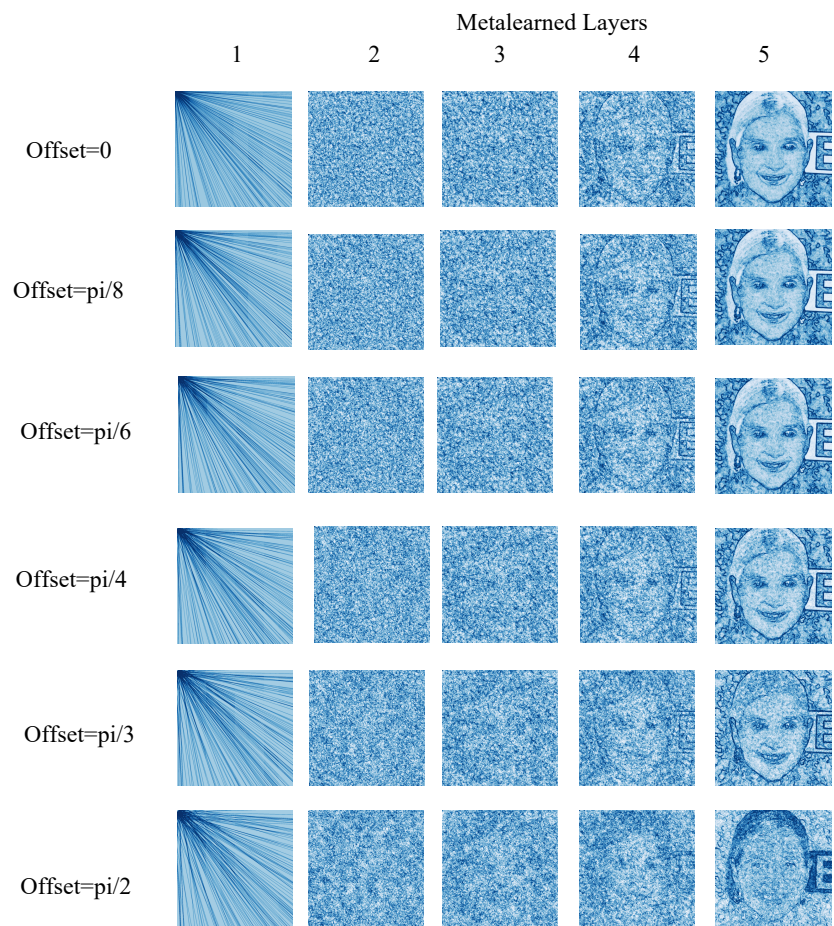 Metalearned Layers
1 2 3 4 5
Offset=0
E
E
Offset=pi/8
E
E
Offset=pi/6
E
E
Offset=pi/4
E
E
Offset=pi/3
E
E
Offset=pi/2
E